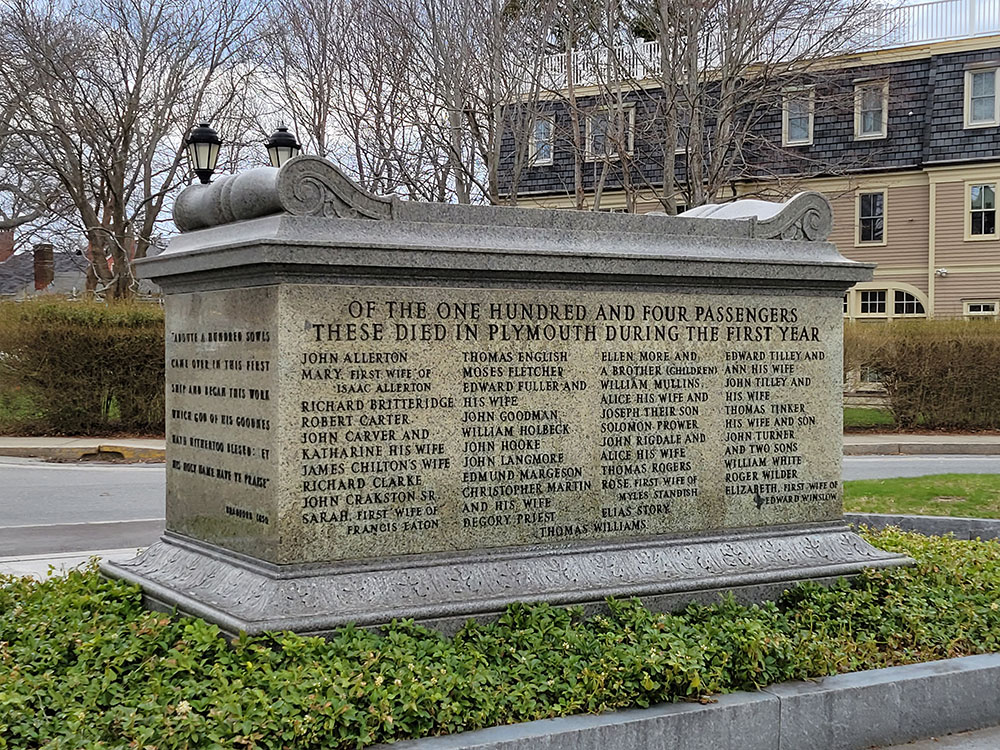 "ABOVTE A HUNDRED SOWLS
CAME OVER IN THIS FIRST
SHIP AND BEGAN THIS WORK
WHICH GOD OF HIS GOODNES
HATH HITHERTOO BLESSED; ET
HIS HOLY NAME HAVE YE PRAISE"
BRADFORD 1650
OF THE ONE HUNDRED AND FOUR PASSENGERS
THESE DIED IN PLYMOUTH DURING THE FIRST YEAR
JOHN ALLERTON
MARY, FIRST WIFE OF
ISAAC ALLERTON
RICHARD BRITTERIDGE
ROBERT CARTER
JOHN CARVER AND
KATHARINE HIS WIFE
JAMES CHILTON'S WIFE
RICHARD CLARKE
JOHN CRAKSTON SR.
SARAH, FIRST WIFE OF
FRANCIS EATON
THOMAS ENGLISH
MOSES FLETCHER
EDWARD FULLER AND
HIS WIFE
JOHN GOODMAN
WILLIAM HOLBECK
JOHN HOOKE
JOHN LANGMORE
EDMUND MARGESON
CHRISTOPHER MARTIN
AND HIS WIFE
DEGORY PRIEST
ELLEN MORE AND
A BROTHER (CHILDREN)
WILLIAM MULLINS,
ALICE HIS WIFE AND
JOSEPH THEIR SON
SOLOMON PROWER
JOHN RIGDALE AND
ALICE HIS WIFE
THOMAS ROGERS
ROSE, FIRST WIFE OF
MYLES STANDISH
ELIAS STORY
EDWARD TILLEY AND
ANN HIS WIFE
JOHN TILLEY AND
HIS WIFE
THOMAS TINKER
HIS WIFE AND SON
JOHN TURNER
AND TWO SONS
WILLIAM WHITE
ROGER WILDER
ELIZABETH, FIRST WIFE OF
EDWARD WINSLOW
THOMAS WILLIAMS